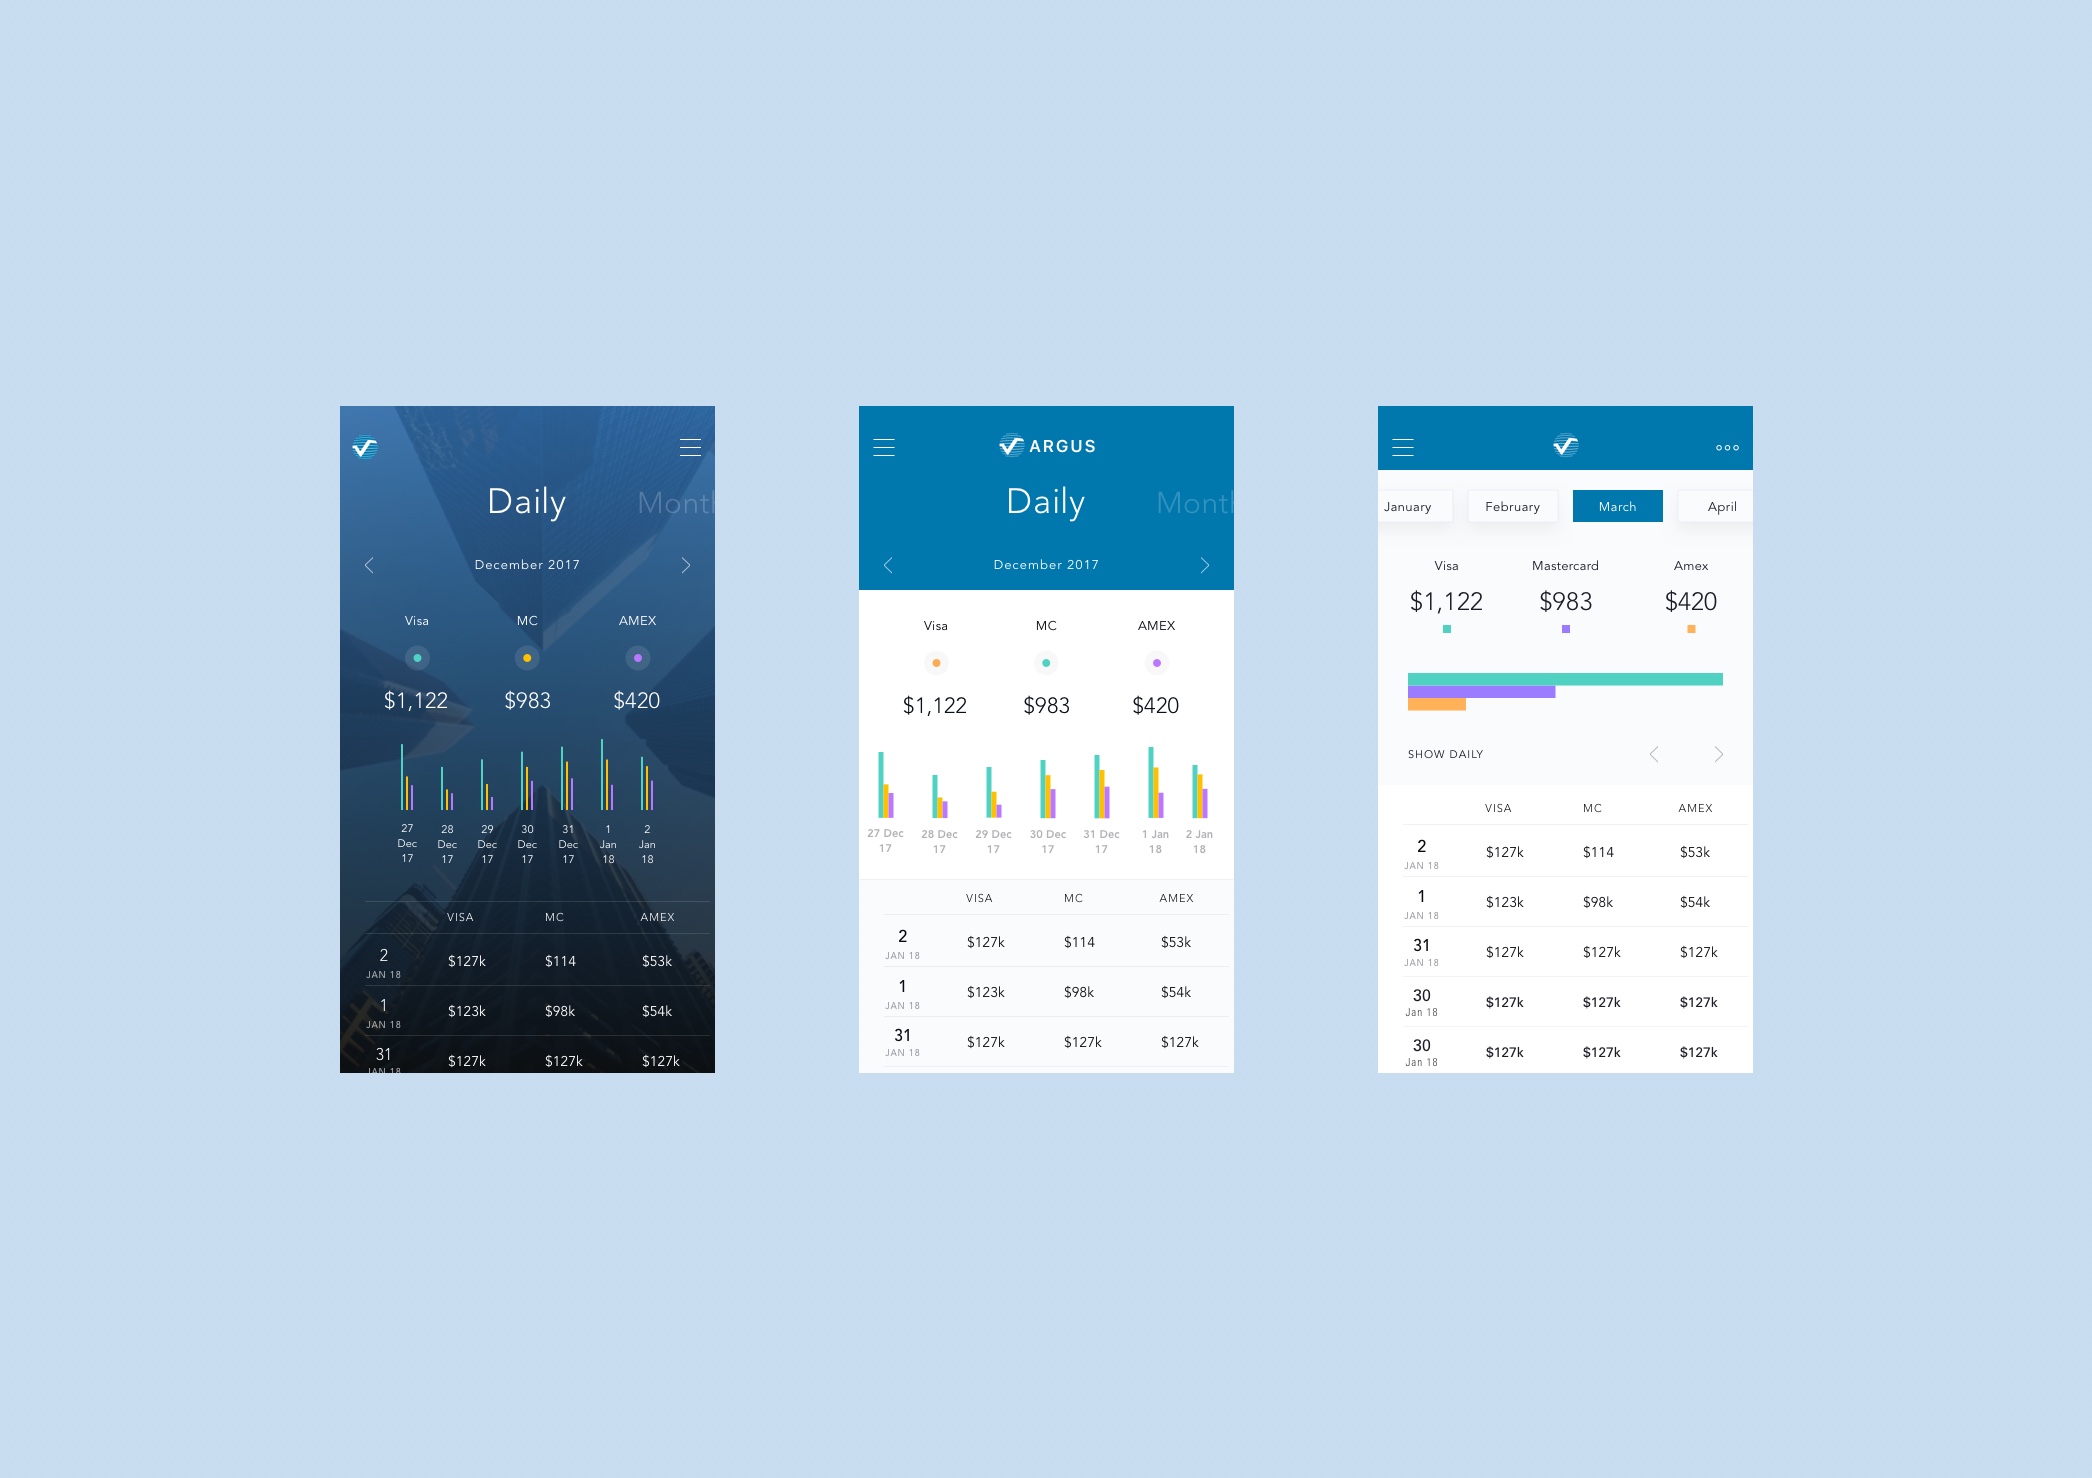 Daily
Month
December 2017
Visa MC AMEX
$1,122 $983 $420
27 Dec 17
28 Dec 17
29 Dec 17
30 Dec 17
31 Dec 17
1 Jan 18
2 Jan 18
VISA MC AMEX
2 JAN 18 $127k $114 $53k
1 JAN 18 $123k $98k $54k
31 JAN 18 $127k $127k $127k
ARGUS
Daily
Month
December 2017
Visa MC AMEX
$1,122 $983 $420
27 Dec 17
28 Dec 17
29 Dec 17
30 Dec 17
31 Dec 17
1 Jan 18
2 Jan 18
VISA MC AMEX
2 JAN 18 $127k $114 $53k
1 JAN 18 $123k $98k $54k
31 JAN 18 $127k $127k $127k
January February March April
Visa Mastercard Amex
$1,122 $983 $420
SHOW DAILY
VISA MC AMEX
2 JAN 18 $127k $114 $53k
1 JAN 18 $123k $98k $54k
31 JAN 18 $127k $127k $127k
30 Jan 18 $127k $127k $127k
30 Jan 18 $127k $127k $127k